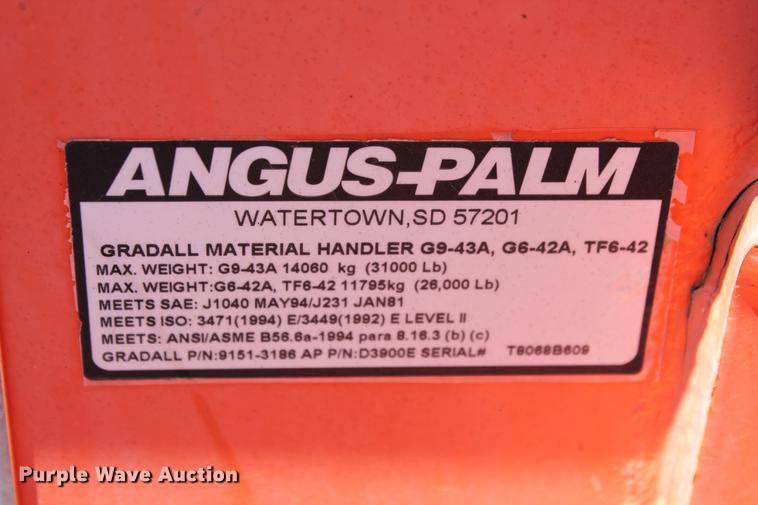 ANGUS-PALM
WATERTOWN,SD 57201
GRADALL MATERIAL HANDLER G9-43A, G6-42A, TF6-42
MAX. WEIGHT: G9-43A 14060 kg (31000 Lb)
MAX. WEIGHT:G6-42A, TF6-42 11795kg (26,000 Lb)
MEETS SAE: J1040 MAY94/J231 JAN81
MEETS ISO: 3471(1994) E/3449(1992) E LEVEL II
MEETS: ANSI/ASME B56.6a-1994 para 8.16.3 (b) (c)
GRADALL P/N:9151-3186 AP P/N:D3900E SERIAL# T8068B609
Purple Wave Auction